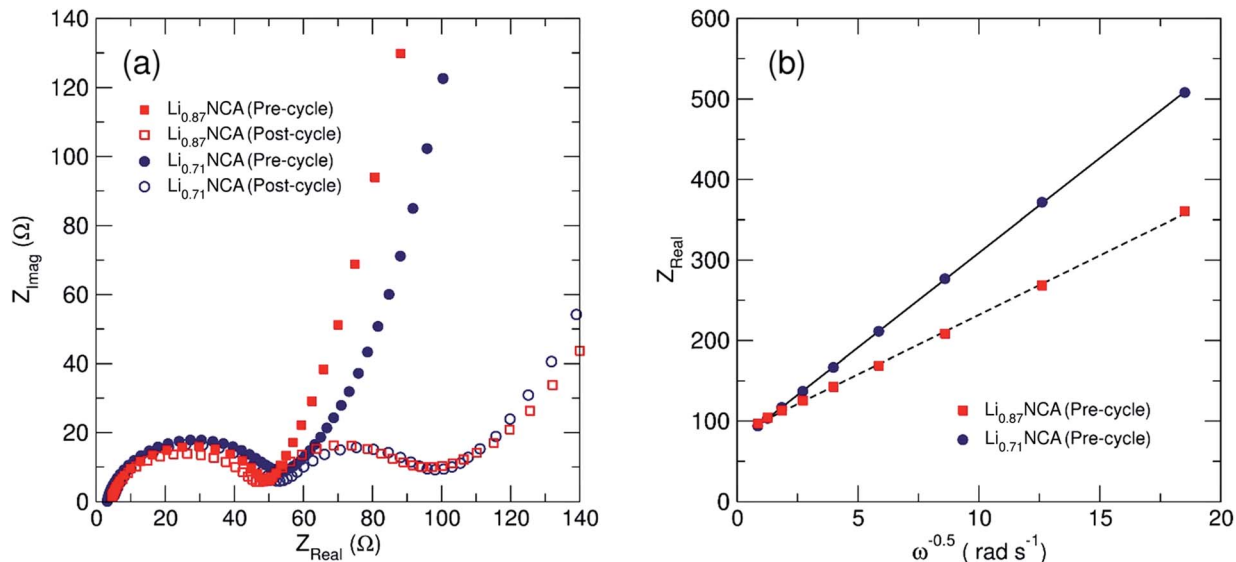 (a)
Li0.87NCA (Pre-cycle)
Li0.87NCA (Post-cycle)
Li0.71NCA (Pre-cycle)
Li0.71NCA (Post-cycle)
ZImag (Ω)
140
120
100
80
60
40
20
0
0 20 40 60 80 100 120 140
ZReal (Ω)
(b)
ZReal
600
500
400
300
200
100
0
Li0.87NCA (Pre-cycle)
Li0.71NCA (Pre-cycle)
0 5 10 15 20
ω-0.5 ( rad s-1)